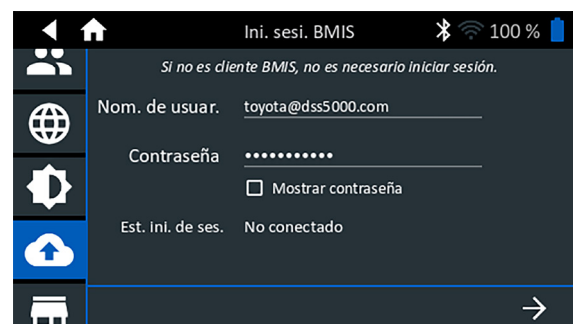 Ini. sesi. BMIS 100 %
Si no es cliente BMIS, no es necesario iniciar sesión.
Nom. de usuar. toyota@dss5000.com
Contraseña •••••••••••
Mostrar contraseña
Est. ini. de ses. No conectado